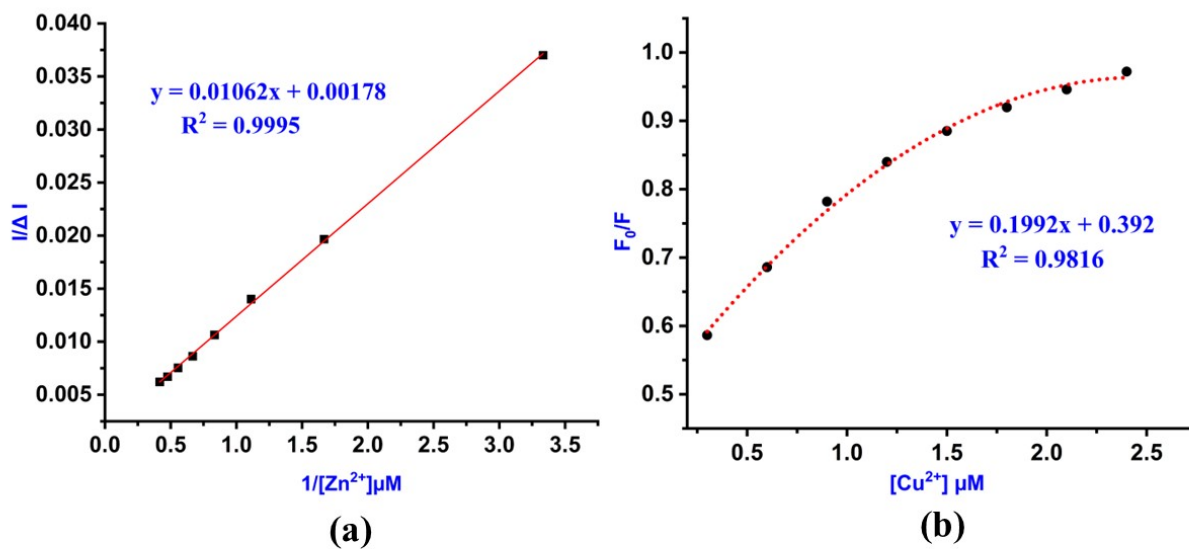 0.040
0.035
0.030
0.025
0.020
0.015
0.010
0.005
I/Δ I
y = 0.01062x + 0.00178
R² = 0.9995
0.0 0.5 1.0 1.5 2.0 2.5 3.0 3.5
1/[Zn²⁺]µM
(a)
1.0
0.9
0.8
0.7
0.6
0.5
F₀/F
y = 0.1992x + 0.392
R² = 0.9816
0.5 1.0 1.5 2.0 2.5
[Cu²⁺] µM
(b)